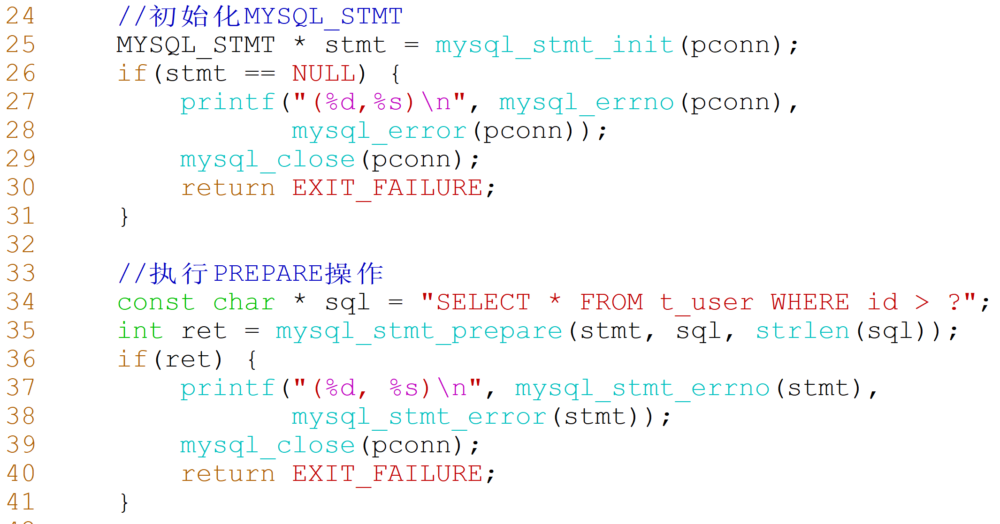 24     //初始化MYSQL_STMT
25     MYSQL_STMT * stmt = mysql_stmt_init(pconn);
26     if(stmt == NULL) {
27         printf("(%d,%s)\n", mysql_errno(pconn),
28                mysql_error(pconn));
29         mysql_close(pconn);
30         return EXIT_FAILURE;
31     }
32
33     //执行PREPARE操作
34     const char * sql = "SELECT * FROM t_user WHERE id > ?";
35     int ret = mysql_stmt_prepare(stmt, sql, strlen(sql));
36     if(ret) {
37         printf("(%d, %s)\n", mysql_stmt_errno(stmt),
38                mysql_stmt_error(stmt));
39         mysql_close(pconn);
40         return EXIT_FAILURE;
41     }